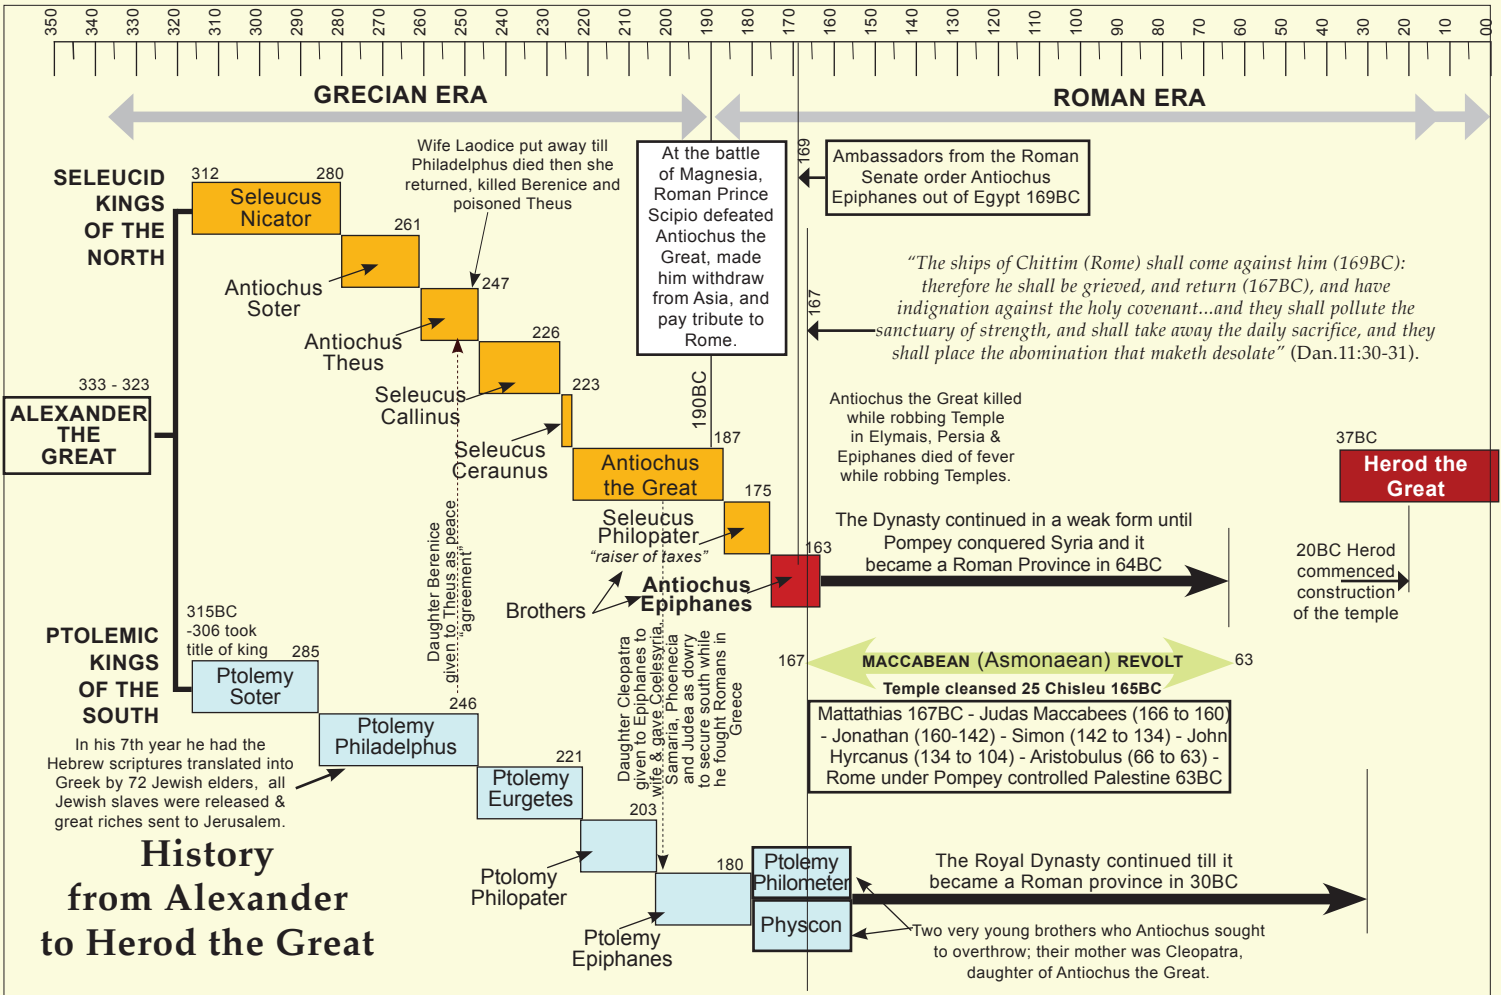 350
340
330
320
310
300
290
280
270
260
250
240
230
220
210
200
190
180
170
160
150
140
130
120
110
100
90
80
70
60
50
40
30
20
10
00
GRECIAN ERA
ROMAN ERA
SELEUCID
KINGS
OF THE
NORTH
312
280
Seleucus
Nicator
261
Antiochus
Soter
Wife Laodice put away till
Philadelphus died then she
returned, killed Berenice and
poisoned Theus
247
Antiochus
Theus
226
Seleucus
Callinus
223
Seleucus
Ceraunus
At the battle
of Magnesia,
Roman Prince
Scipio defeated
Antiochus the
Great, made
him withdraw
from Asia, and
pay tribute to
Rome.
190BC
187
Antiochus
the Great
175
Seleucus
Philopater
“raiser of taxes”
Brothers
163
Antiochus
Epiphanes
169
Ambassadors from the Roman
Senate order Antiochus
Epiphanes out of Egypt 169BC
167
“The ships of Chittim (Rome) shall come against him (169BC):
therefore he shall be grieved, and return (167BC), and have
indignation against the holy covenant...and they shall pollute the
sanctuary of strength, and shall take away the daily sacrifice, and they
shall place the abomination that maketh desolate” (Dan.11:30-31).
Antiochus the Great killed
while robbing Temple
in Elymais, Persia &
Epiphanes died of fever
while robbing Temples.
The Dynasty continued in a weak form until
Pompey conquered Syria and it
became a Roman Province in 64BC
37BC
Herod the
Great
20BC Herod
commenced
construction
of the temple
333 - 323
ALEXANDER
THE
GREAT
PTOLEMIC
KINGS
OF THE
SOUTH
315BC
-306 took
title of king
285
Ptolemy
Soter
246
Ptolemy
Philadelphus
In his 7th year he had the
Hebrew scriptures translated into
Greek by 72 Jewish elders, all
Jewish slaves were released &
great riches sent to Jerusalem.
Daughter Berenice
given to Theus as peace
“agreement”
221
Ptolemy
Eurgetes
203
Ptolomy
Philopater
180
Ptolemy
Epiphanes
Daughter Cleopatra
given to Epiphanes to
wife & gave Coelesyria,
Samaria, Phoenecia
and Judea as dowry
to secure south while
he fought Romans in
Greece
167
MACCABEAN (Asmonaean) REVOLT
63
Temple cleansed 25 Chisleu 165BC
Mattathias 167BC - Judas Maccabees (166 to 160)
- Jonathan (160-142) - Simon (142 to 134) - John
Hyrcanus (134 to 104) - Aristobulus (66 to 63) -
Rome under Pompey controlled Palestine 63BC
Ptolemy
Philometer
Physcon
The Royal Dynasty continued till it
became a Roman province in 30BC
Two very young brothers who Antiochus sought
to overthrow; their mother was Cleopatra,
daughter of Antiochus the Great.
History
from Alexander
to Herod the Great